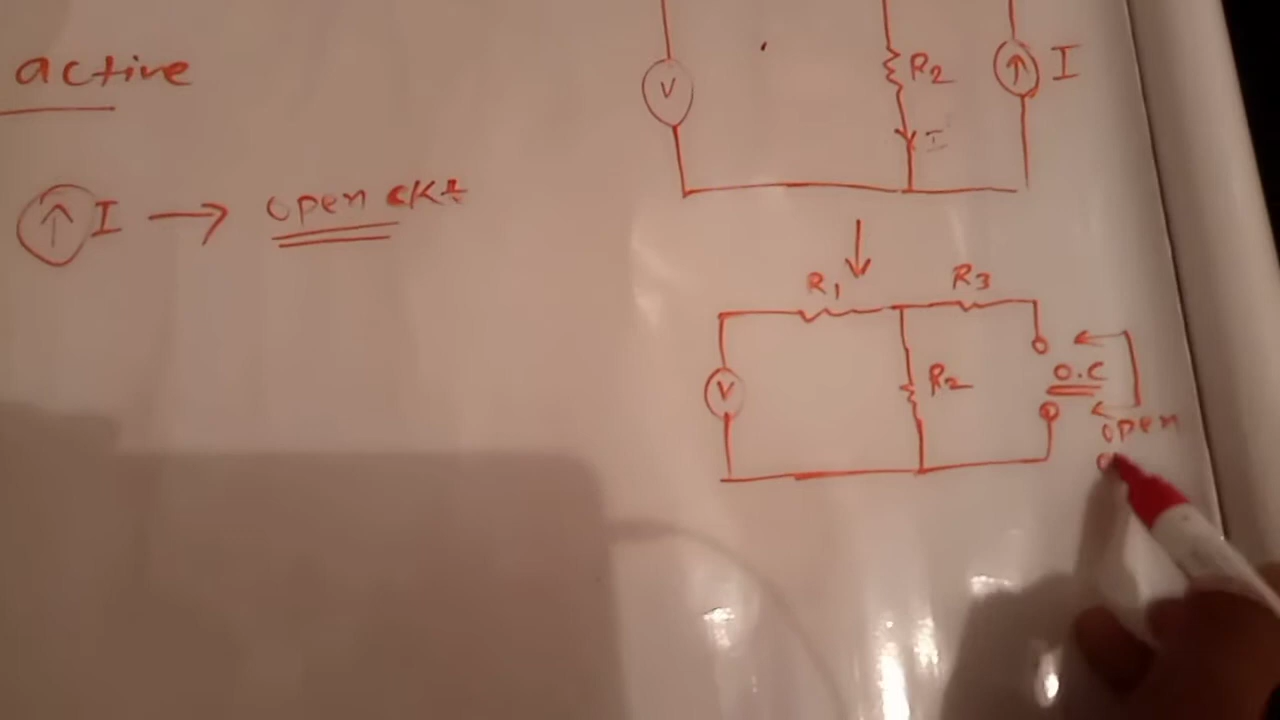 active
I → open ckt
V
R2
I
I
R1
R3
V
R2
O.C
open